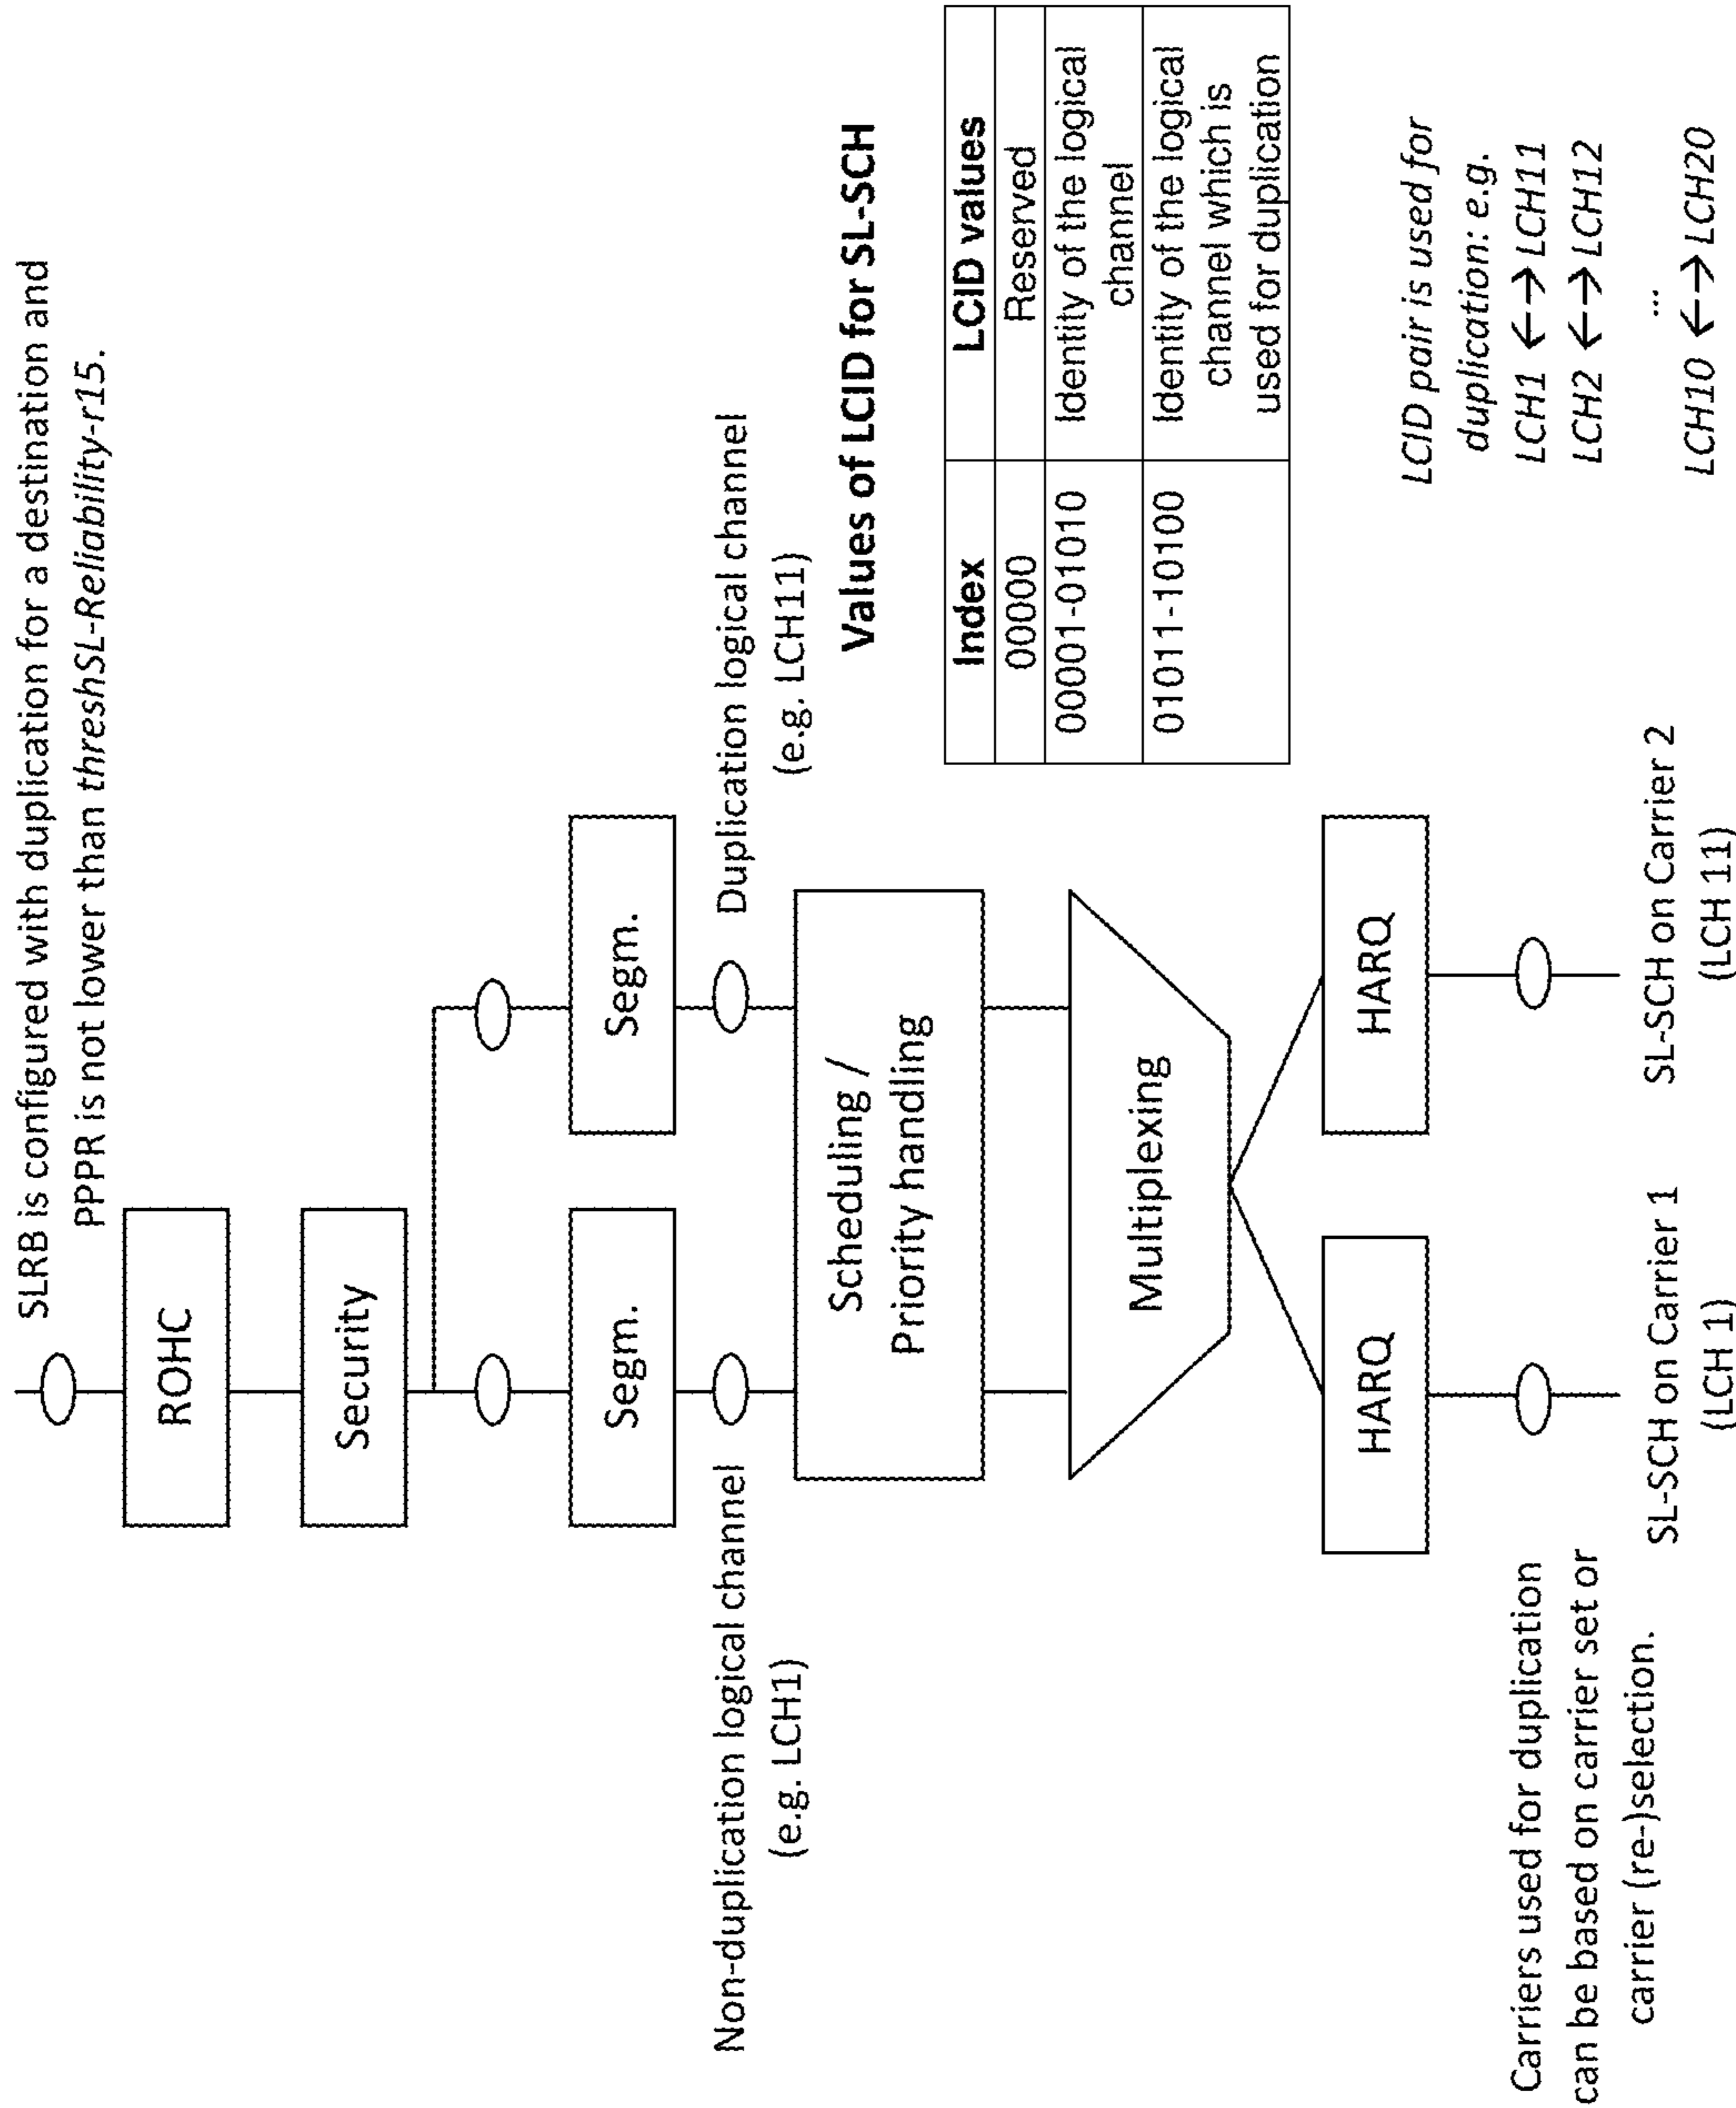 SLRB is configured with duplication for a destination and
PPPR is not lower than threshSL-Reliability-r15.
ROHC
Security
Segm.
Segm.
Non-duplication logical channel
(e.g. LCH1)
Duplication logical channel
(e.g. LCH11)
Scheduling /
Priority handling
Multiplexing
HARQ
HARQ
Carriers used for duplication
can be based on carrier set or
carrier (re-)selection.
SL-SCH on Carrier 1
(LCH 1)
SL-SCH on Carrier 2
(LCH 11)
Values of LCID for SL-SCH
Index LCID values
00000 Reserved
00001-01010 Identity of the logical
channel
01011-10100 Identity of the logical
channel which is
used for duplication
LCID pair is used for
duplication: e.g.
LCH1 ←→ LCH11
LCH2 ←→ LCH12
...
LCH10 ←→ LCH20